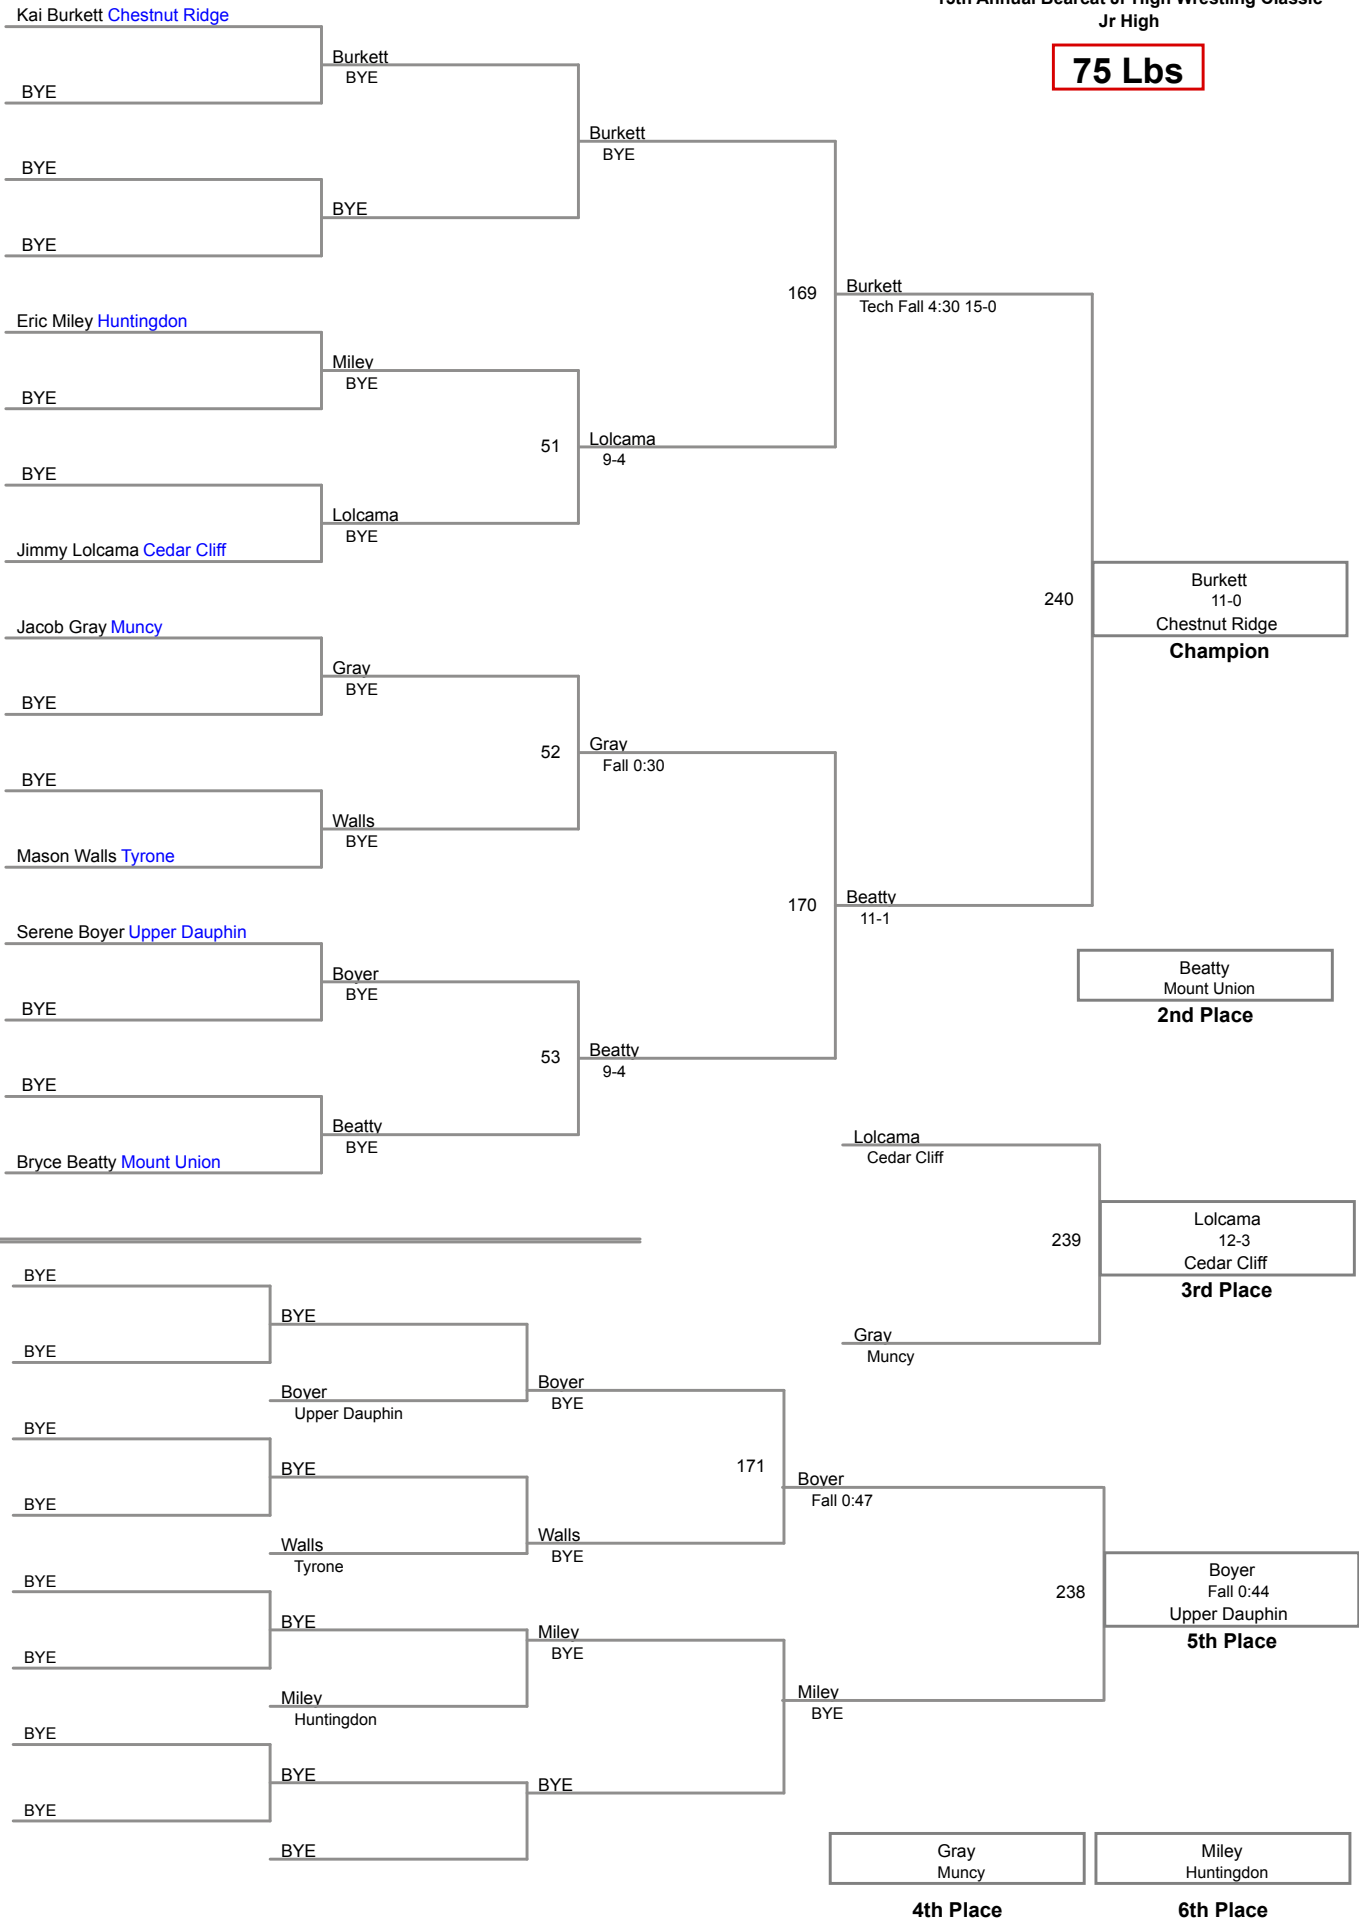 Jr High
75 Lbs
Kai Burkett Chestnut Ridge
BYE
BYE
BYE
Eric Miley Huntingdon
BYE
BYE
Jimmy Lolcama Cedar Cliff
Jacob Gray Muncy
BYE
BYE
Mason Walls Tyrone
Serene Boyer Upper Dauphin
BYE
BYE
Bryce Beatty Mount Union
Burkett
BYE
BYE
Miley
BYE
Lolcama
BYE
Gray
BYE
Walls
BYE
Boyer
BYE
Beatty
BYE
Burkett
BYE
51
Lolcama
9-4
52
Gray
Fall 0:30
53
Beatty
9-4
169
Burkett
Tech Fall 4:30 15-0
170
Beatty
11-1
240
Burkett
11-0
Chestnut Ridge
Champion
Beatty
Mount Union
2nd Place
Lolcama
Cedar Cliff
Gray
Muncy
239
Lolcama
12-3
Cedar Cliff
3rd Place
BYE
BYE
BYE
BYE
BYE
BYE
BYE
BYE
BYE
Boyer
Upper Dauphin
BYE
Walls
Tyrone
BYE
Miley
Huntingdon
BYE
BYE
Boyer
BYE
Walls
BYE
Miley
BYE
BYE
171
Boyer
Fall 0:47
Miley
BYE
238
Boyer
Fall 0:44
Upper Dauphin
5th Place
Gray
Muncy
4th Place
Miley
Huntingdon
6th Place